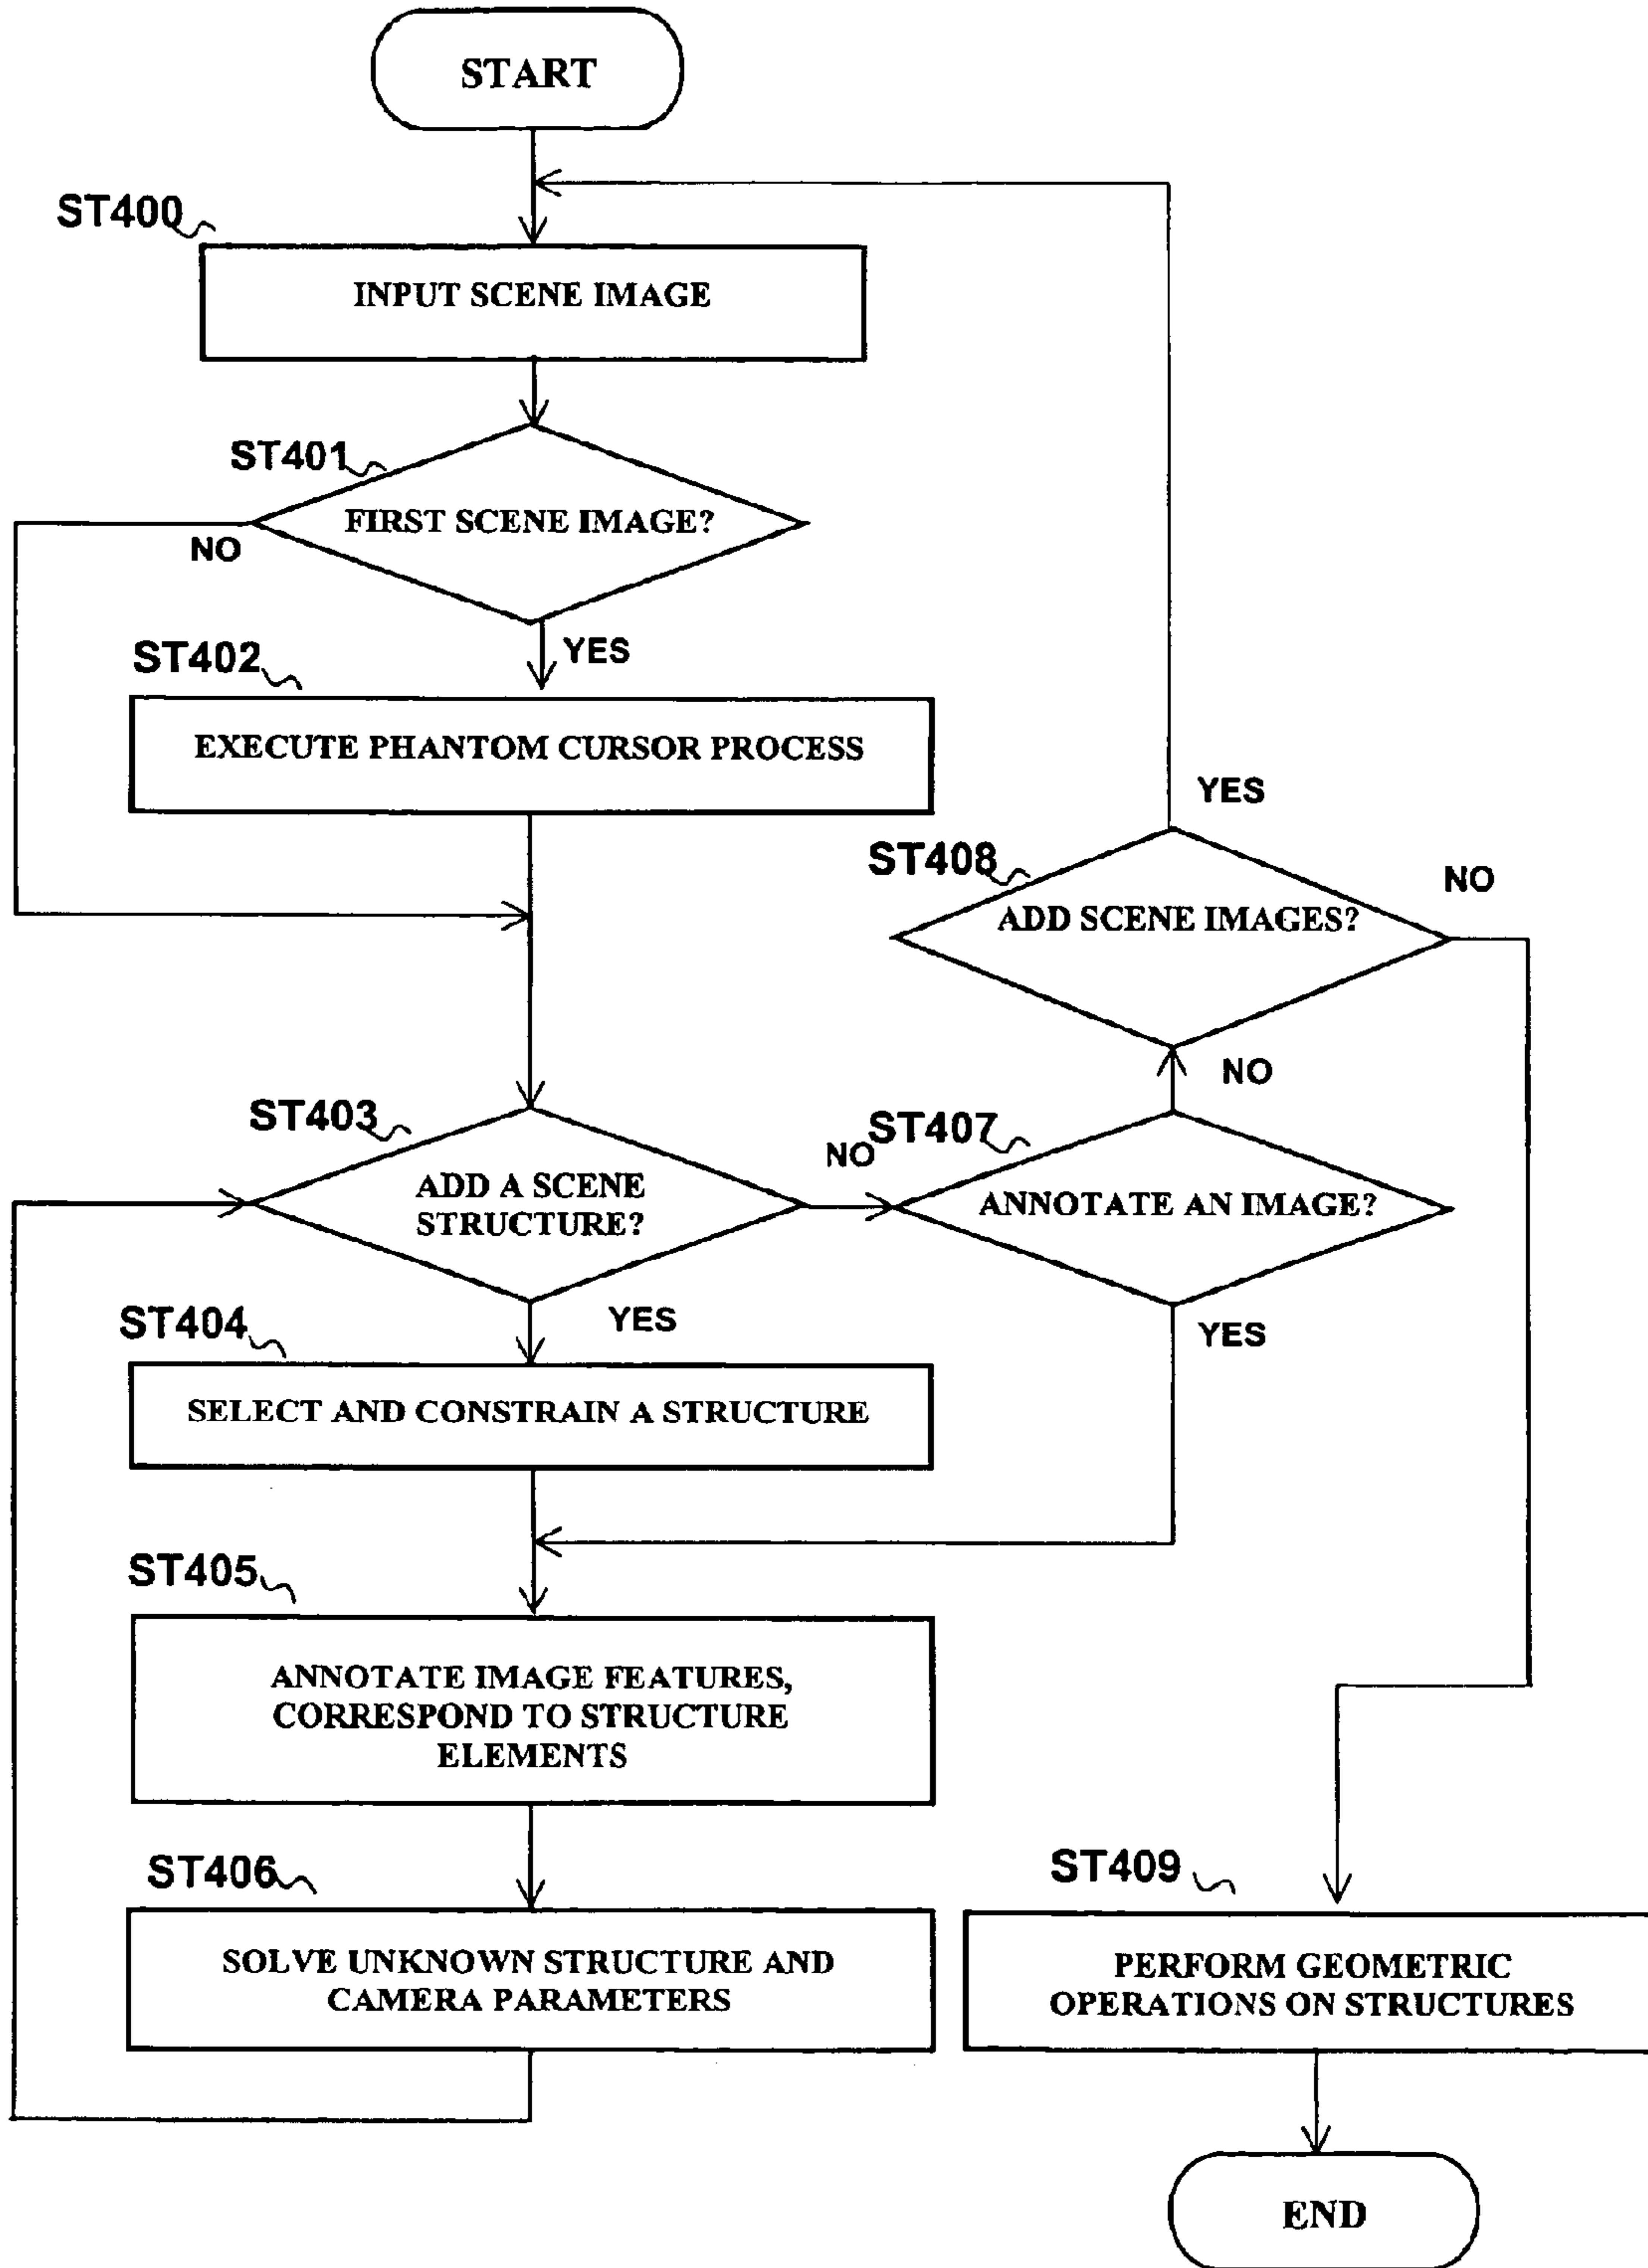 START
ST400
INPUT SCENE IMAGE
ST401
FIRST SCENE IMAGE?
NO
YES
ST402
EXECUTE PHANTOM CURSOR PROCESS
YES
ST408
NO
ADD SCENE IMAGES?
NO
ST403
ST407
NO
ADD A SCENE
STRUCTURE?
ANNOTATE AN IMAGE?
YES
YES
ST404
SELECT AND CONSTRAIN A STRUCTURE
ST405
ANNOTATE IMAGE FEATURES,
CORRESPOND TO STRUCTURE
ELEMENTS
ST406
SOLVE UNKNOWN STRUCTURE AND
CAMERA PARAMETERS
ST409
PERFORM GEOMETRIC
OPERATIONS ON STRUCTURES
END